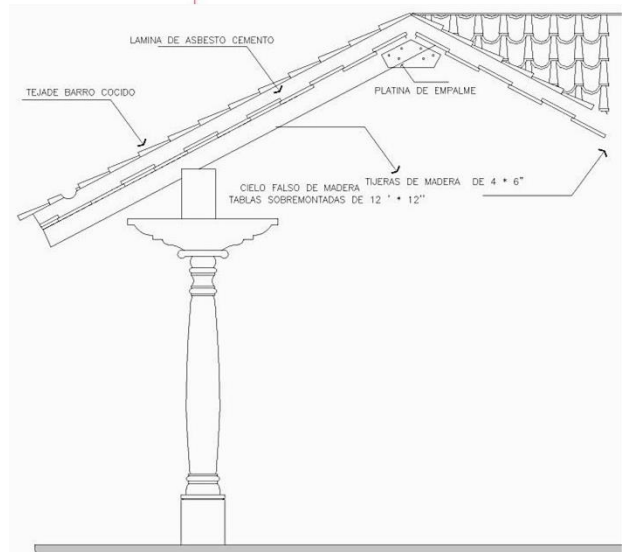 LAMINA DE ASBESTO CEMENTO
TEJADE BARRO COCIDO
PLATINA DE EMPALME
TIJERAS DE MADERA DE 4 * 6"
CIELO FALSO DE MADERA
TABLAS SOBREMONTADAS DE 12 ' * 12''